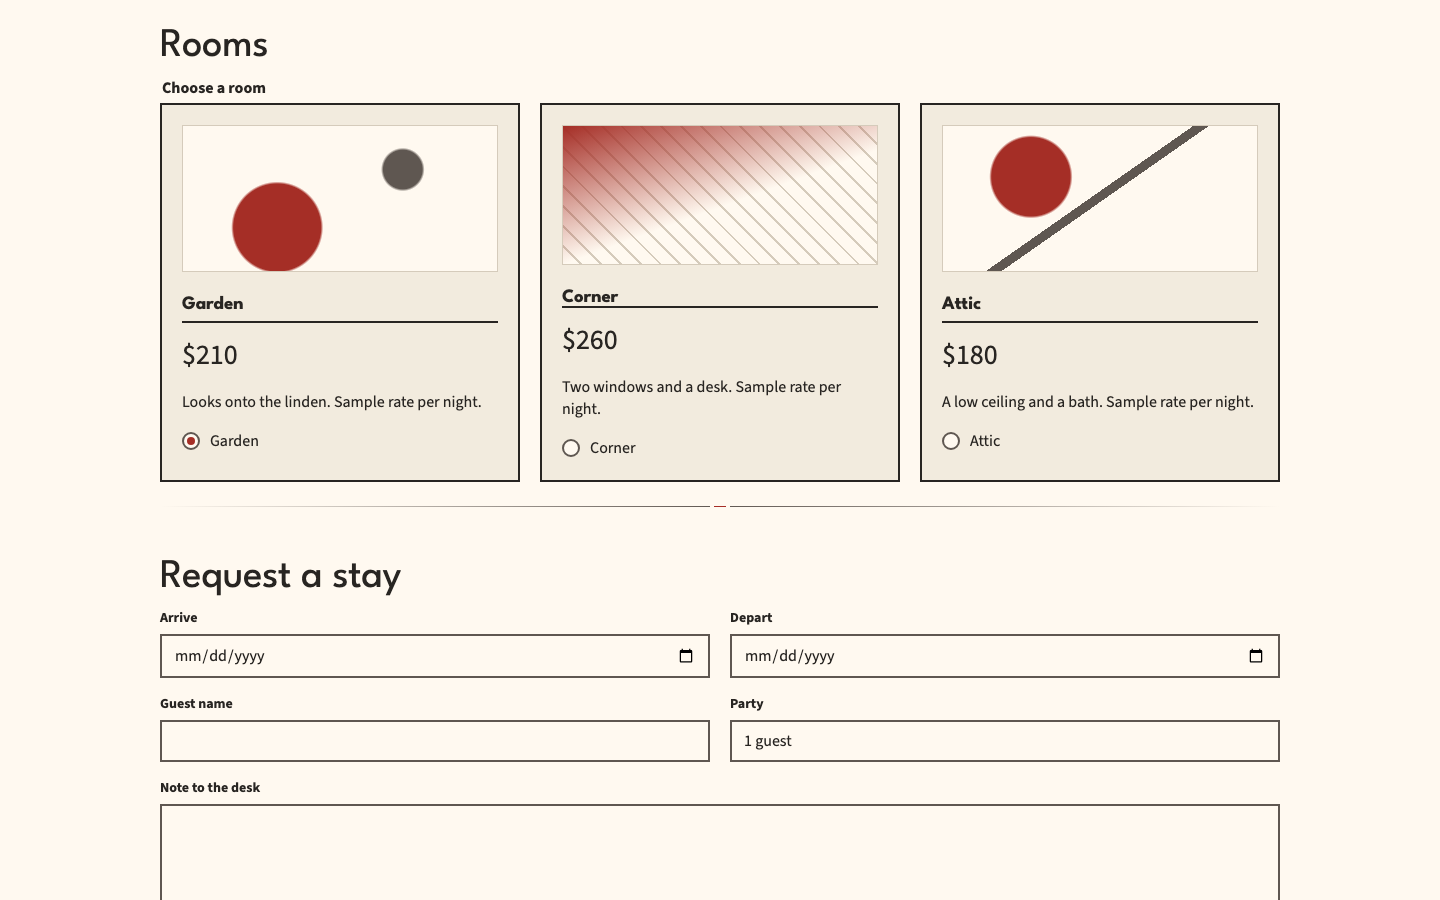 Rooms
Choose a room
Garden
$210
Looks onto the linden. Sample rate per night.
Garden
Corner
$260
Two windows and a desk. Sample rate per
night.
Corner
Attic
$180
A low ceiling and a bath. Sample rate per night.
Attic
Request a stay
Arrive
mm/dd/yyyy
Depart
mm/dd/yyyy
Guest name
Party
1 guest
Note to the desk